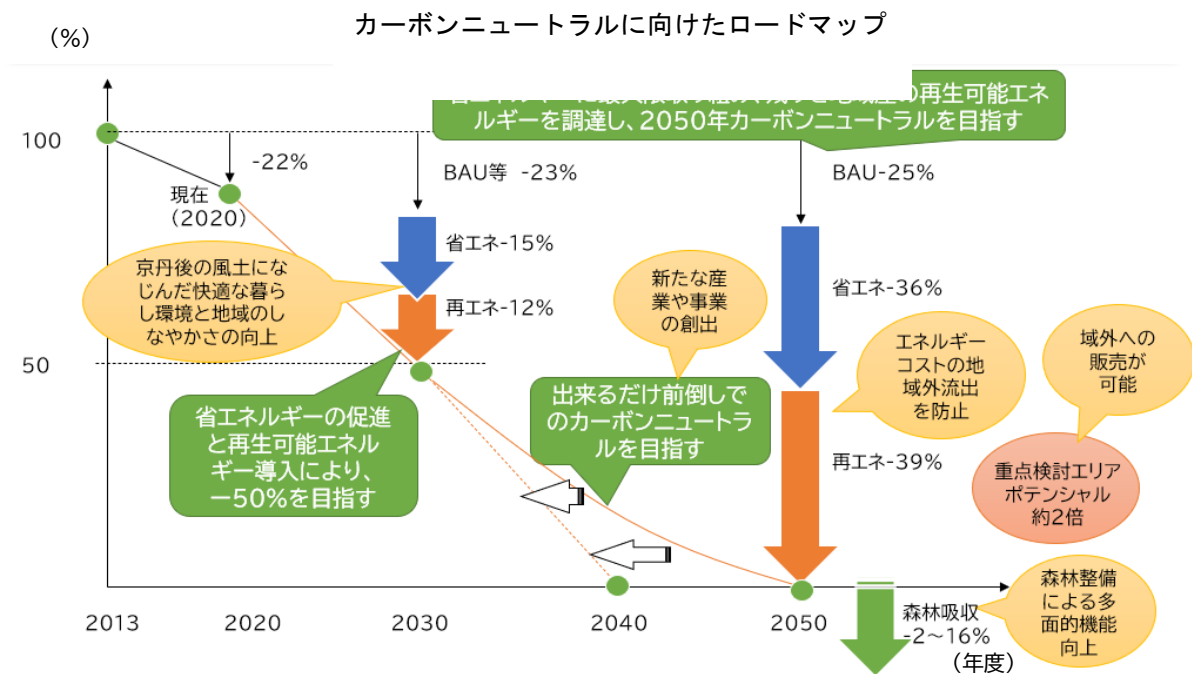 カーボンニュートラルに向けたロードマップ
(%)
の再生可能エネ
ルギーを調達し、2050年カーボンニュートラルを目指す
100
-22%
BAU等 -23%
BAU-25%
現在
(2020)
省エネ-15%
省エネ-36%
京丹後の風土にな
じんだ快適な暮ら
し環境と地域のし
なやかさの向上
再エネ-12%
新たな産
業や事業
の創出
エネルギー
コストの地
域外流出
を防止
域外への
販売が
可能
50
省エネルギーの促進
と再生可能エネル
ギー導入により、
ー50%を目指す
出来るだけ前倒しで
のカーボンニュートラ
ルを目指す
再エネ-39%
重点検討エリア
ポテンシャル
約2倍
2013
2020
2030
2040
2050
森林吸収
-2～16%
(年度)
森林整備
による多
面的機能
向上